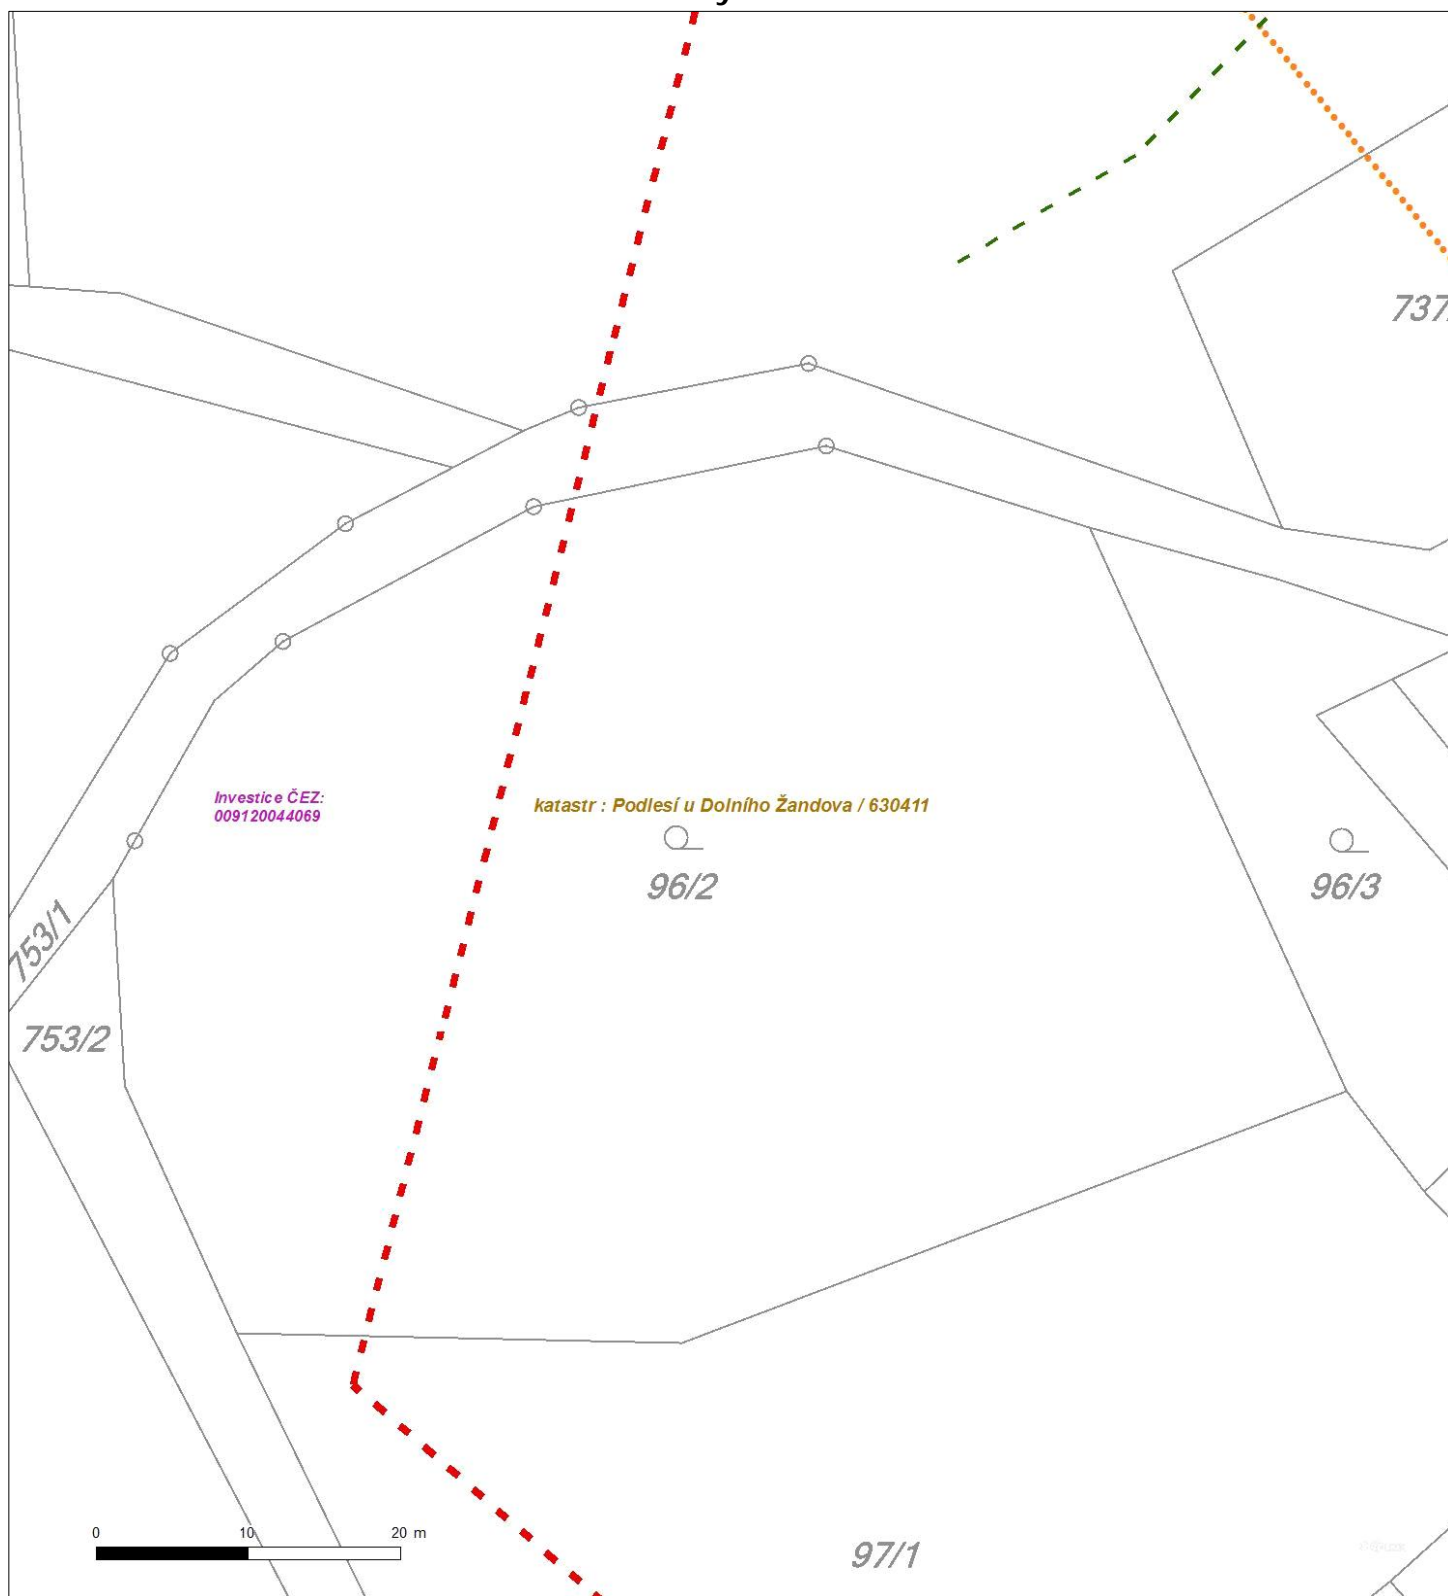 737/
Investice ČEZ:
009120044069
katastr : Podlesí u Dolního Žandova / 630411
96/2
96/3
753/1
753/2
0 10 20 m
97/1